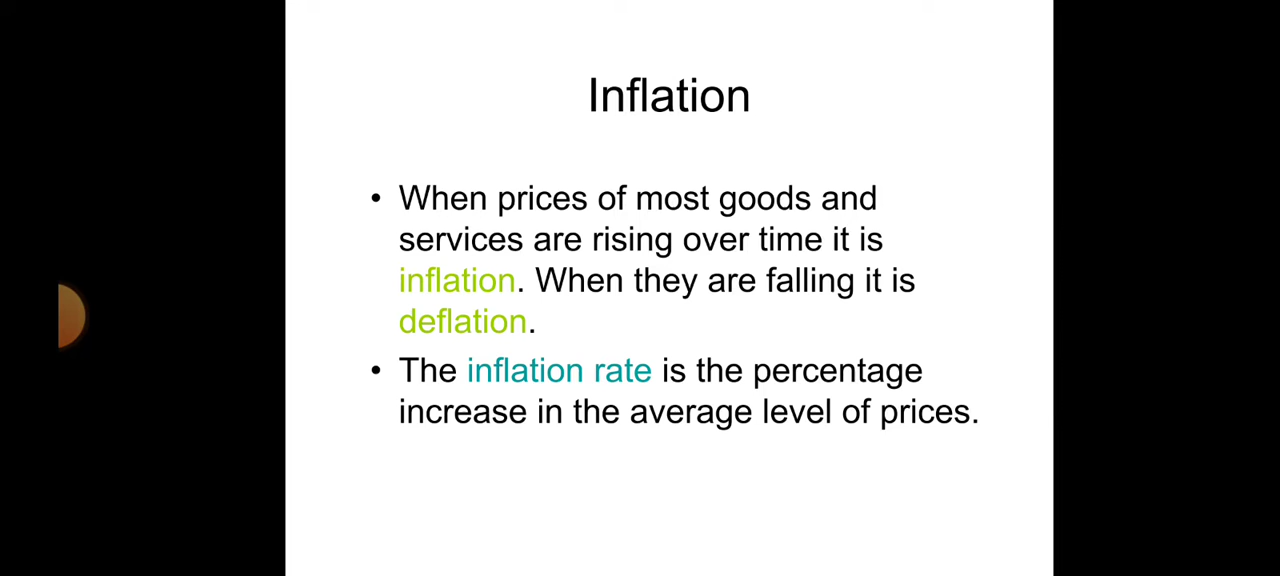 Inflation
• When prices of most goods and
services are rising over time it is
inflation. When they are falling it is
deflation.
• The inflation rate is the percentage
increase in the average level of prices.